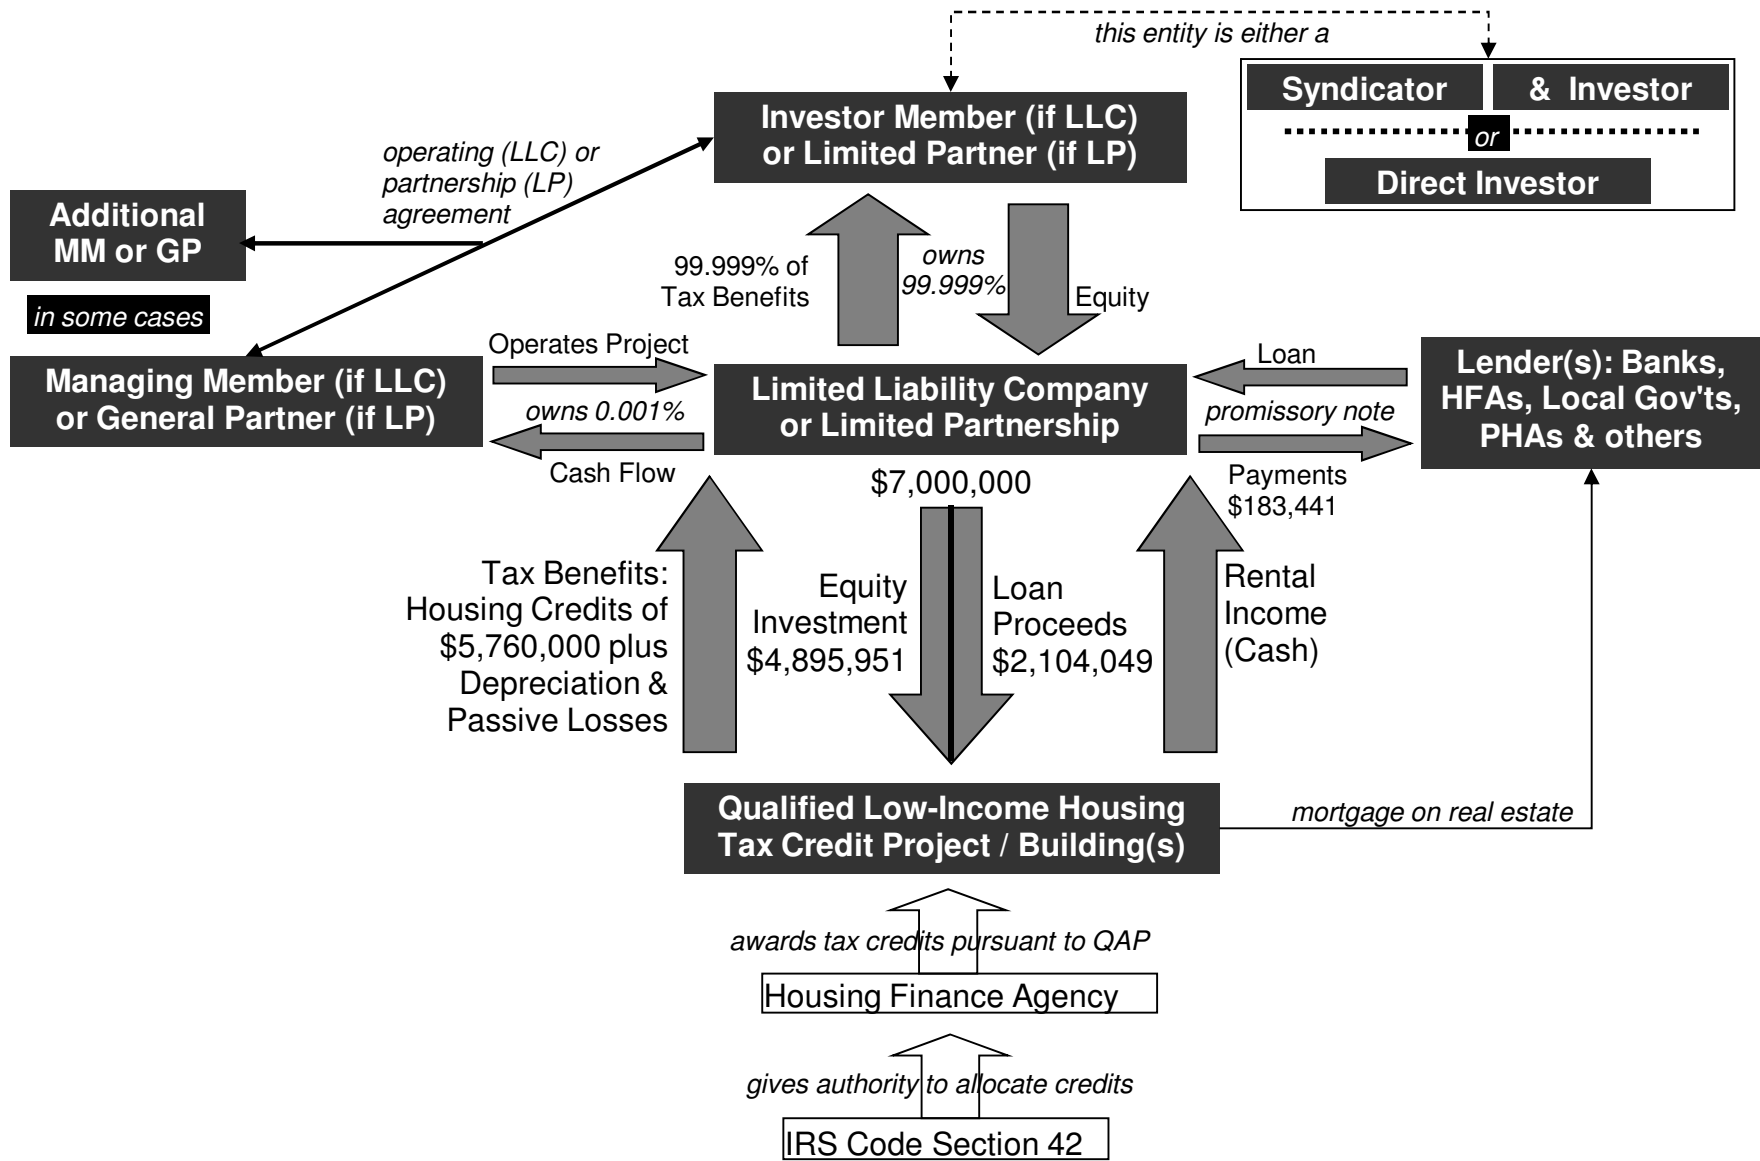 this entity is either a
Syndicator
& Investor
or
Direct Investor
Investor Member (if LLC)
or Limited Partner (if LP)
operating (LLC) or
partnership (LP)
agreement
Additional
MM or GP
in some cases
99.999% of
Tax Benefits
owns
99.999%
Equity
Managing Member (if LLC)
or General Partner (if LP)
Operates Project
owns 0.001%
Cash Flow
Limited Liability Company
or Limited Partnership
Loan
promissory note
Payments
$183,441
Lender(s): Banks,
HFAs, Local Gov'ts,
PHAs & others
$7,000,000
Tax Benefits:
Housing Credits of
$5,760,000 plus
Depreciation &
Passive Losses
Equity
Investment
$4,895,951
Loan
Proceeds
$2,104,049
Rental
Income
(Cash)
Qualified Low-Income Housing
Tax Credit Project / Building(s)
mortgage on real estate
awards tax credits pursuant to QAP
Housing Finance Agency
gives authority to allocate credits
IRS Code Section 42